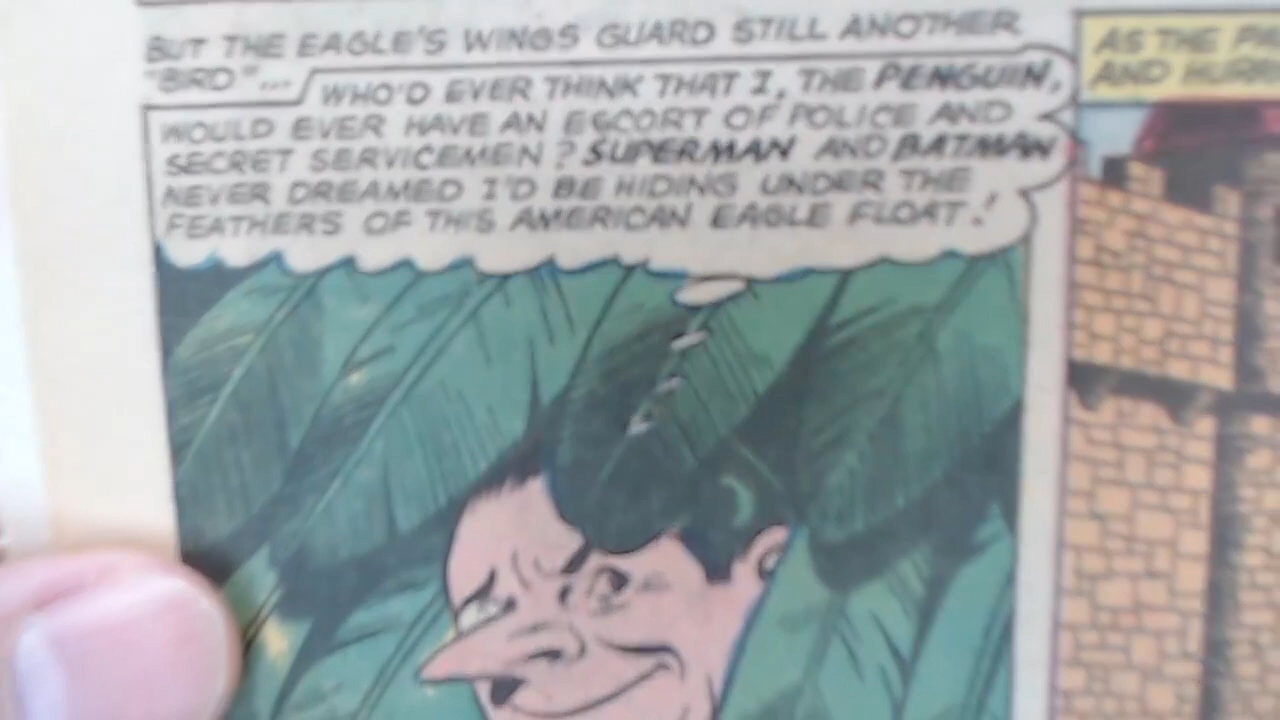 BUT THE EAGLE'S WINGS GUARD STILL ANOTHER
"BIRD"...
WHO'D EVER THINK THAT I, THE PENGUIN,
WOULD EVER HAVE AN ESCORT OF POLICE AND
SECRET SERVICEMEN? SUPERMAN AND BATMAN
NEVER DREAMED I'D BE HIDING UNDER THE
FEATHERS OF THIS AMERICAN EAGLE FLOAT!
AS THE
AND